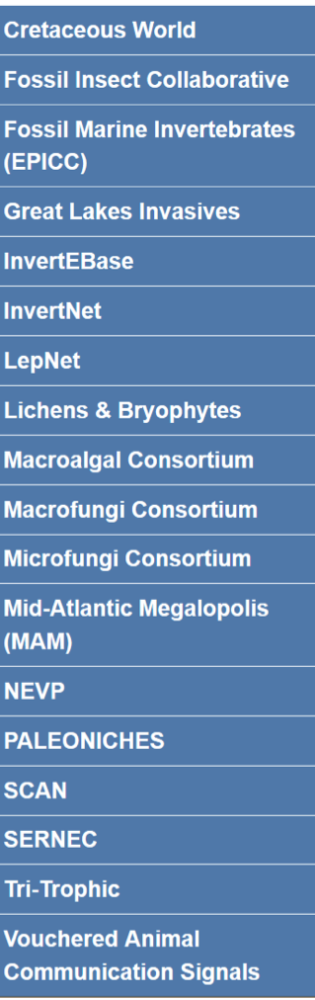 Cretaceous World
Fossil Insect Collaborative
Fossil Marine Invertebrates
(EPICC)
Great Lakes Invasives
InvertEBase
InvertNet
LepNet
Lichens & Bryophytes
Macroalgal Consortium
Macrofungi Consortium
Microfungi Consortium
Mid-Atlantic Megalopolis
(MAM)
NEVP
PALEONICHES
SCAN
SERNEC
Tri-Trophic
Vouchered Animal
Communication Signals